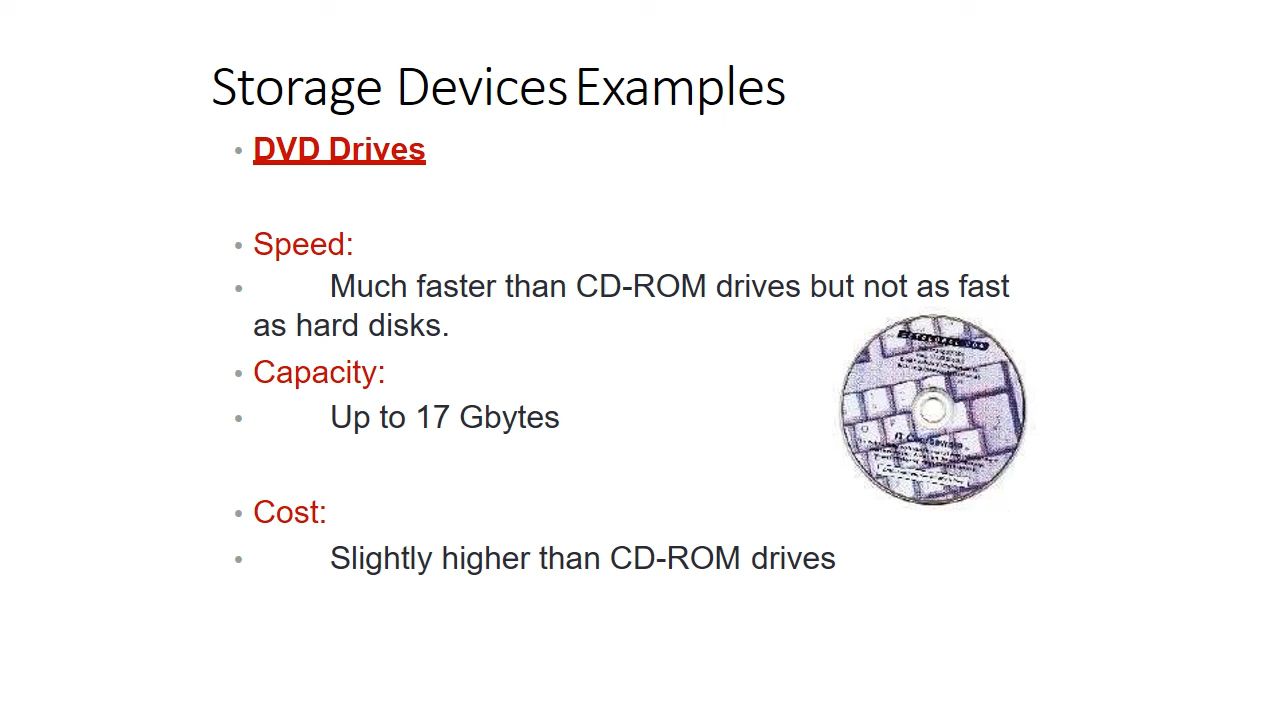 Storage Devices Examples
• DVD Drives
• Speed:
• Much faster than CD-ROM drives but not as fast
as hard disks.
• Capacity:
• Up to 17 Gbytes
• Cost:
• Slightly higher than CD-ROM drives